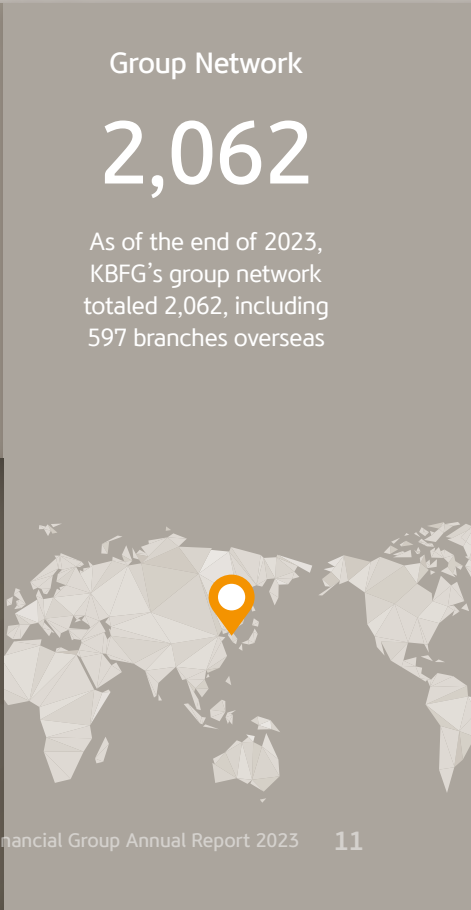 Group Network
2,062
As of the end of 2023,
KBFG's group network
totaled 2,062, including
597 branches overseas
Financial Group Annual Report 2023 11